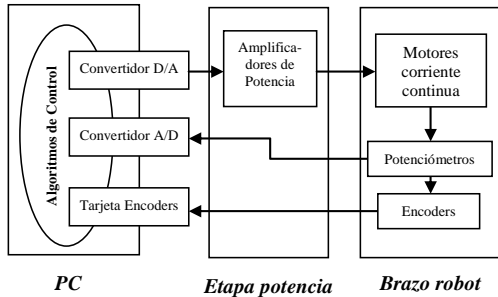 Algoritmos de Control
Convertidor D/A
Convertidor A/D
Tarjeta Encoders
Amplifica-
dores de
Potencia
Motores
corriente
continua
Potenciómetros
Encoders
PC
Etapa potencia
Brazo robot